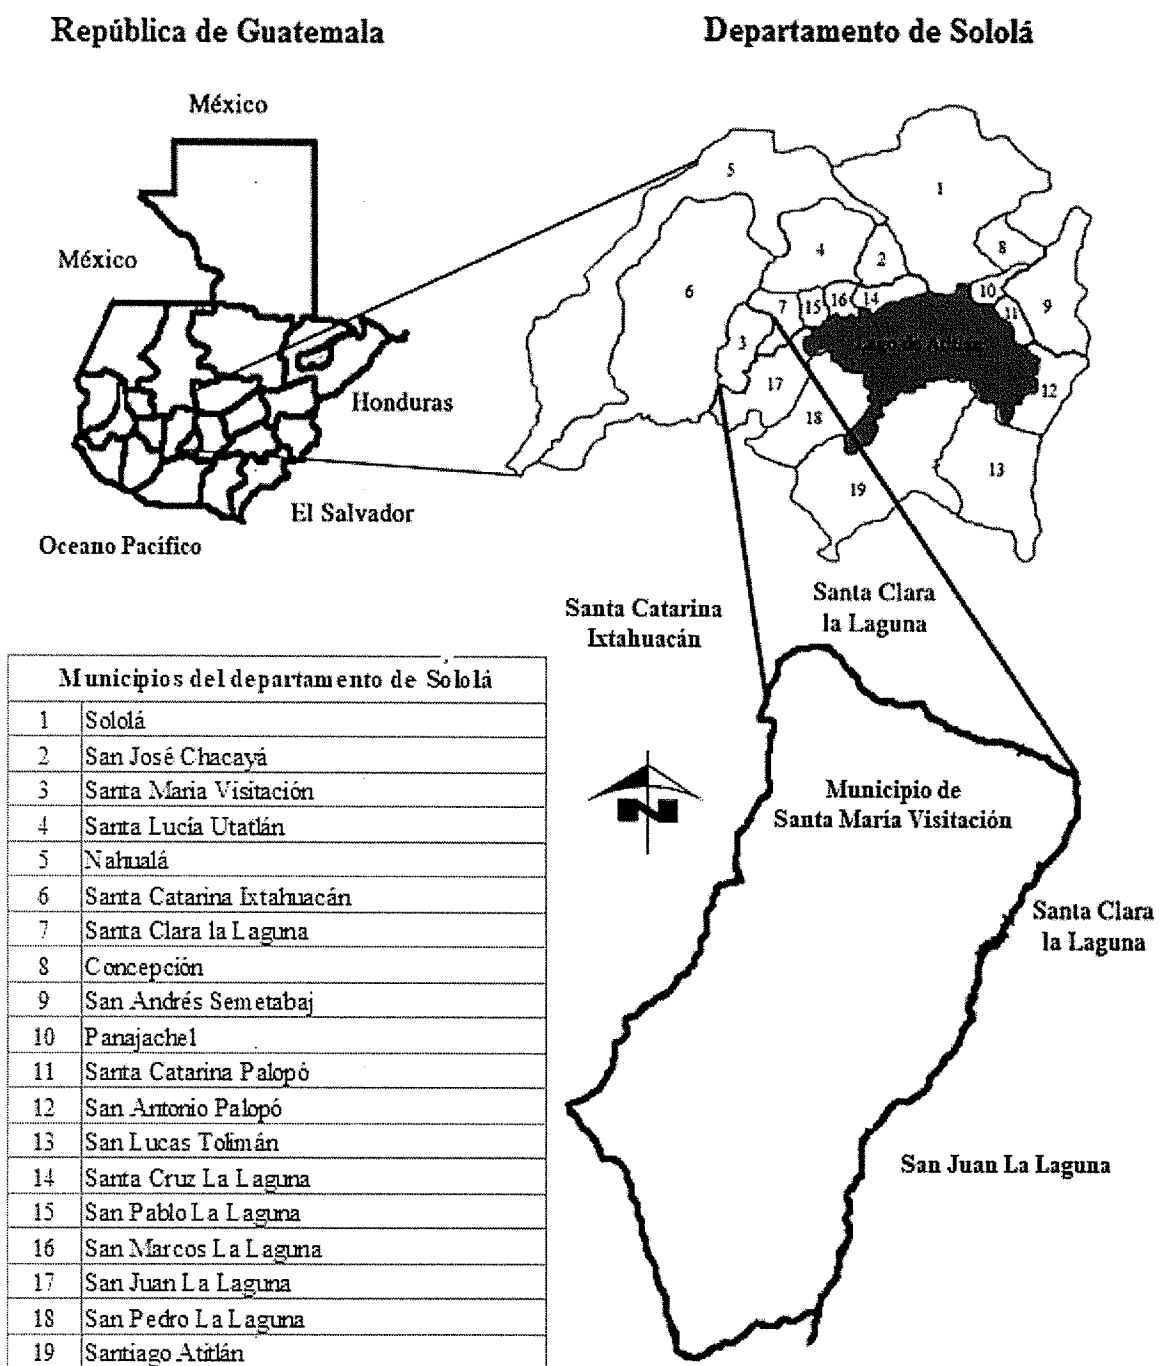 República de Guatemala
Departamento de Sololá
México
México
Honduras
El Salvador
Oceano Pacífico
5
1
4
2
8
6
7
15
16
14
10
11
9
3
Lago de Atitlán
17
12
18
13
19
Santa Catarina
Ixtahuacán
Santa Clara
la Laguna
Municipio de
Santa María Visitación
Santa Clara
la Laguna
San Juan La Laguna
N
Municipios del departamento de Sololá
1 Sololá
2 San José Chacayá
3 Santa Maria Visitación
4 Santa Lucía Utatlán
5 Nahualá
6 Santa Catarina Ixtahuacán
7 Santa Clara la Laguna
8 Concepción
9 San Andrés Semetabaj
10 Panajachel
11 Santa Catarina Palopó
12 San Antonio Palopó
13 San Lucas Tolimán
14 Santa Cruz La Laguna
15 San Pablo La Laguna
16 San Marcos La Laguna
17 San Juan La Laguna
18 San Pedro La Laguna
19 Santiago Atitlán